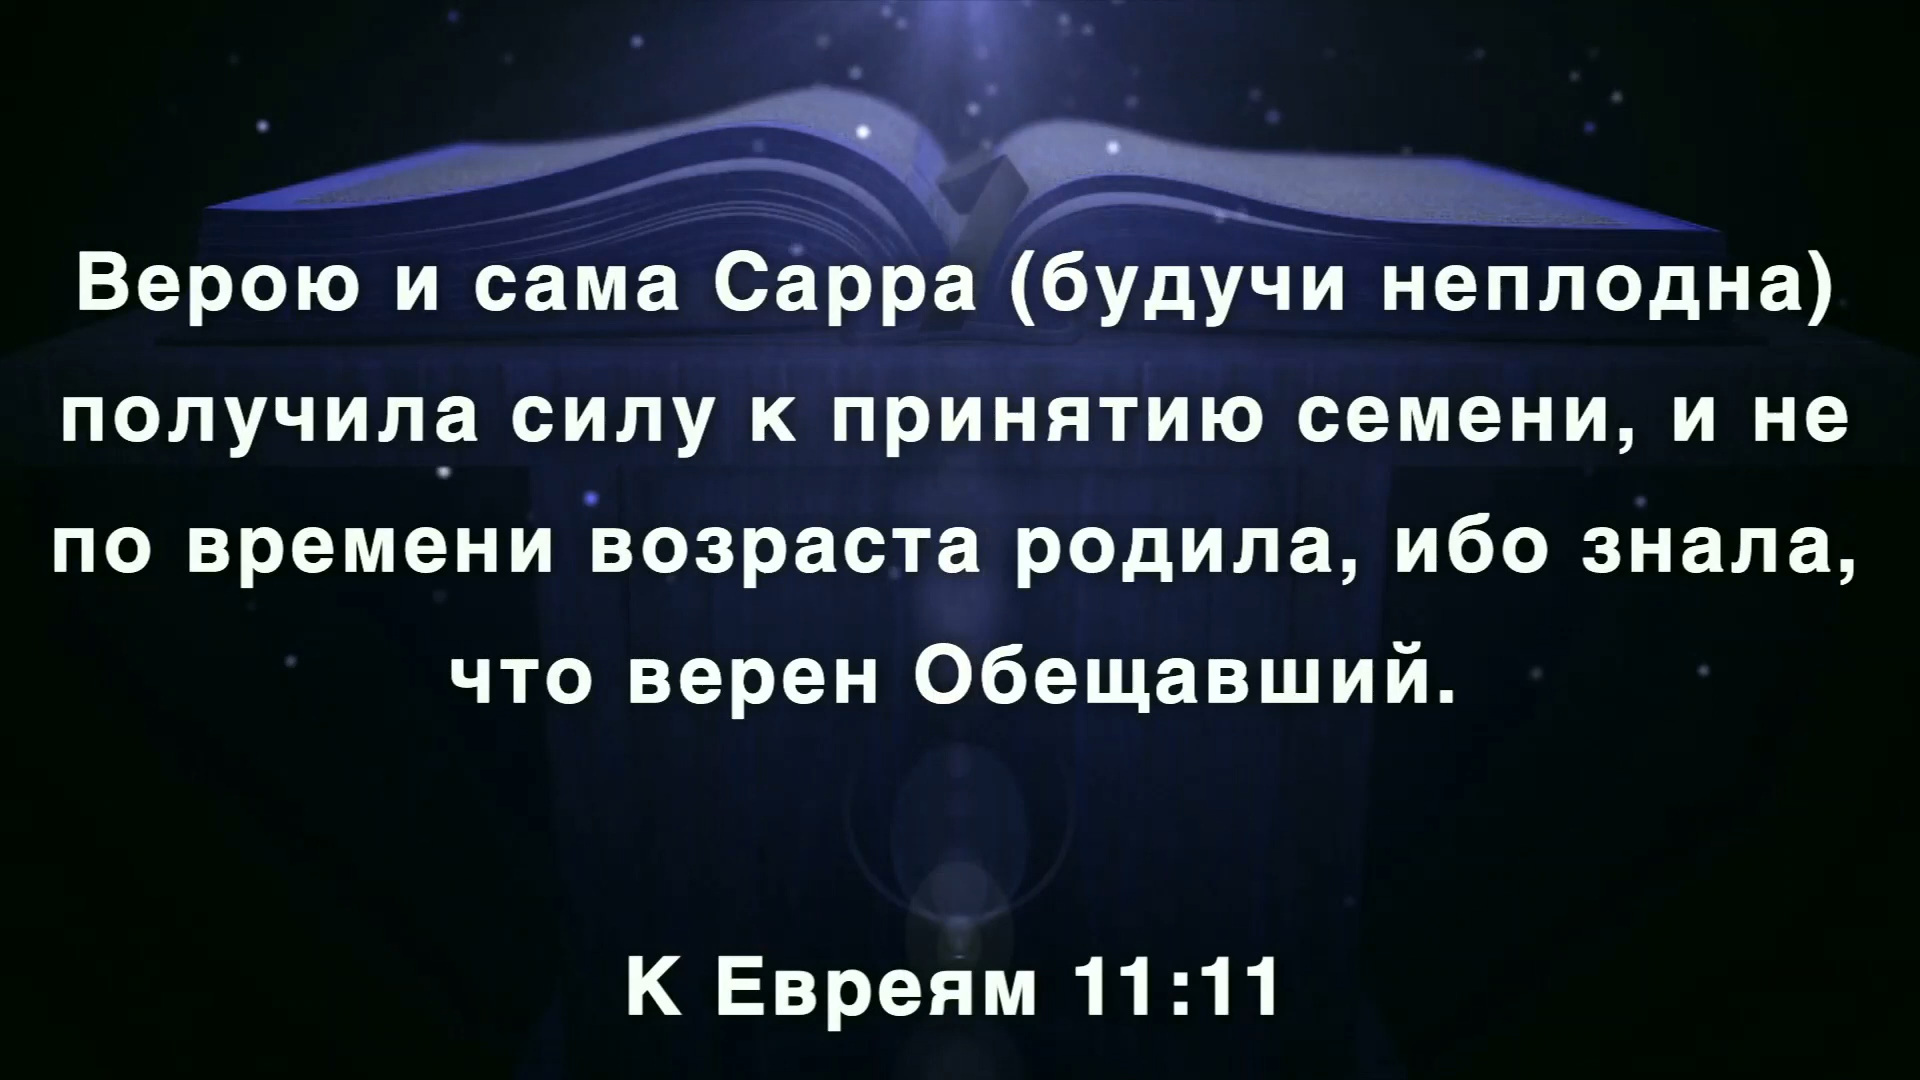 Верою и сама Сарра (будучи неплодна)
получила силу к принятию семени, и не
по времени возраста родила, ибо знала,
что верен Обещавший.
К Евреям 11:11